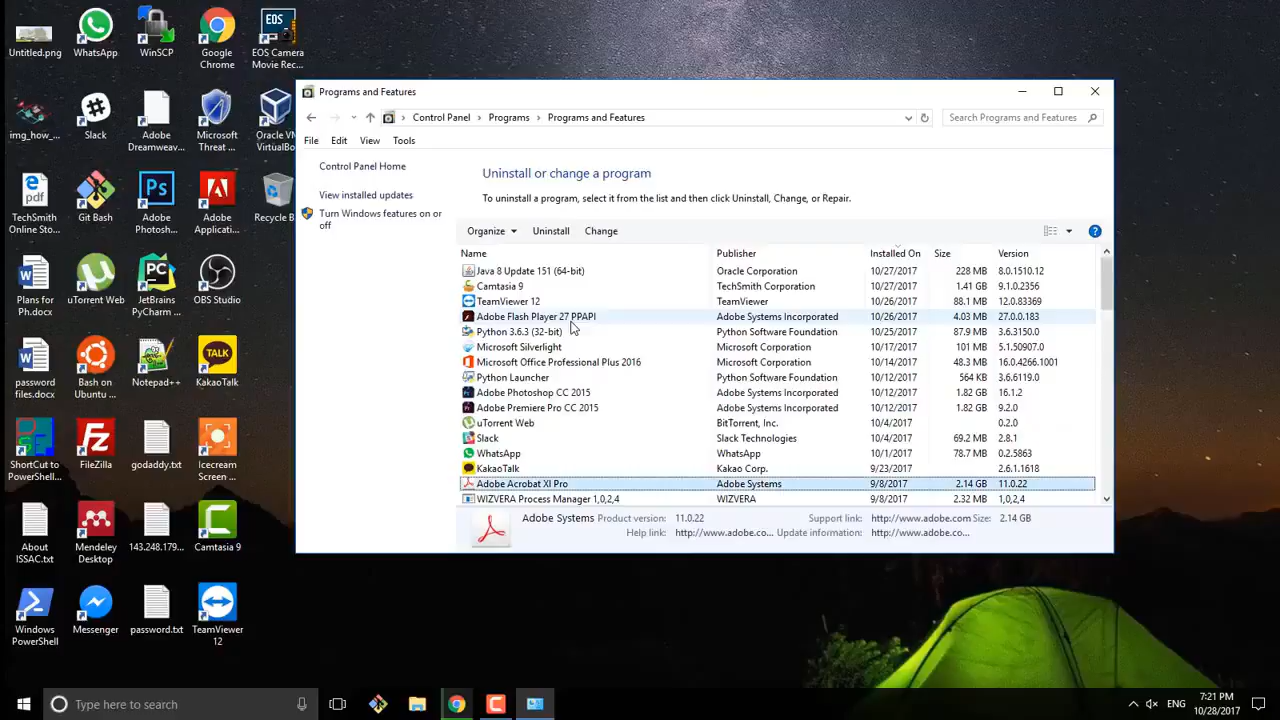 Untitled.png
WhatsApp
WinSCP
Google
Chrome
EOS
EOS Camera
Movie Rec...
img_how_...
Slack
Adobe
Dreamweav...
Microsoft
Threat ...
Oracle VM
VirtualBo
TechSmith
Online Sto...
Git Bash
Adobe
Photosh...
Adobe
Applicati...
Recycle B
Plans for
Ph.docx
uTorrent Web
JetBrains
PyCharm
OBS Studio
password
files.docx
Bash on
Ubuntu ...
Notepad++
TALK
KakaoTalk
ShortCut to
PowerShell...
FileZilla
godaddy.txt
Icecream
Screen ...
About
ISSAC.txt
Mendeley
Desktop
143.248.179...
Camtasia 9
Windows
PowerShell
Messenger
password.txt
TeamViewer
12
Programs and Features
Control Panel > Programs > Programs and Features
Search Programs and Features
File Edit View Tools
Control Panel Home
View installed updates
Turn Windows features on or
off
Uninstall or change a program
To uninstall a program, select it from the list and then click Uninstall, Change, or Repair.
Organize Uninstall Change
Name Publisher Installed On Size Version
Java 8 Update 151 (64-bit) Oracle Corporation 10/27/2017 228 MB 8.0.1510.12
Camtasia 9 TechSmith Corporation 10/27/2017 1.41 GB 9.1.0.2356
TeamViewer 12 TeamViewer 10/26/2017 88.1 MB 12.0.83369
Adobe Flash Player 27 PPAPI Adobe Systems Incorporated 10/26/2017 4.03 MB 27.0.0.183
Python 3.6.3 (32-bit) Python Software Foundation 10/25/2017 87.9 MB 3.6.3150.0
Microsoft Silverlight Microsoft Corporation 10/17/2017 101 MB 5.1.50907.0
Microsoft Office Professional Plus 2016 Microsoft Corporation 10/14/2017 48.3 MB 16.0.4266.1001
Python Launcher Python Software Foundation 10/12/2017 564 KB 3.6.6119.0
Adobe Photoshop CC 2015 Adobe Systems Incorporated 10/12/2017 1.82 GB 16.1.2
Adobe Premiere Pro CC 2015 Adobe Systems Incorporated 10/12/2017 1.82 GB 9.2.0
uTorrent Web BitTorrent, Inc. 10/4/2017 0.2.0
Slack Slack Technologies 10/4/2017 69.2 MB 2.8.1
WhatsApp WhatsApp 10/1/2017 78.7 MB 0.2.5863
KakaoTalk Kakao Corp. 9/23/2017 2.6.1.1618
Adobe Acrobat XI Pro Adobe Systems 9/8/2017 2.14 GB 11.0.22
WIZVERA Process Manager 1,0,2,4 WIZVERA 9/8/2017 2.32 MB 1,0,2,4
Adobe Systems Product version: 11.0.22 Support link: http://www.adobe.com Size: 2.14 GB
Help link: http://www.adobe.co... Update information: http://www.adobe.co...
Type here to search
ENG
7:21 PM
10/28/2017